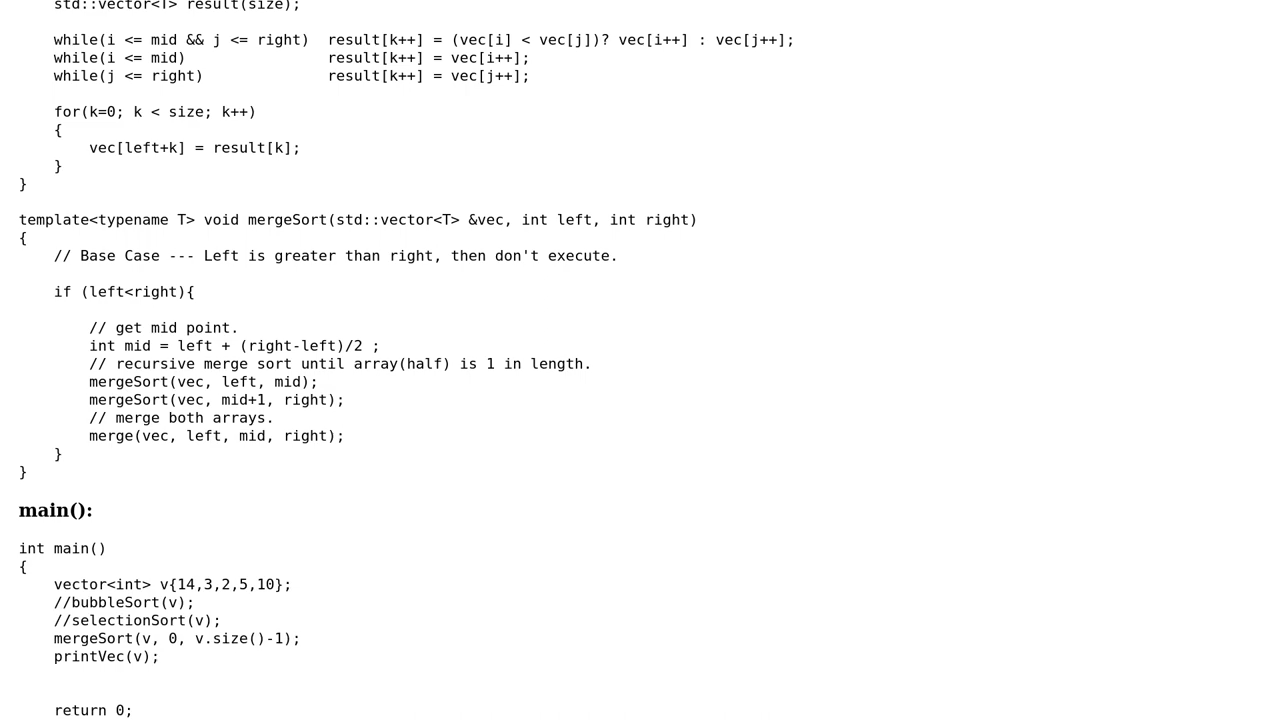 std::vector<T> result(size);

    while(i <= mid && j <= right)  result[k++] = (vec[i] < vec[j])? vec[i++] : vec[j++];
    while(i <= mid)                result[k++] = vec[i++];
    while(j <= right)              result[k++] = vec[j++];

    for(k=0; k < size; k++)
    {
        vec[left+k] = result[k];
    }
}

template<typename T> void mergeSort(std::vector<T> &vec, int left, int right)
{
    // Base Case --- Left is greater than right, then don't execute.

    if (left<right){

        // get mid point.
        int mid = left + (right-left)/2 ;
        // recursive merge sort until array(half) is 1 in length.
        mergeSort(vec, left, mid);
        mergeSort(vec, mid+1, right);
        // merge both arrays.
        merge(vec, left, mid, right);
    }
}

main():

int main()
{
    vector<int> v{14,3,2,5,10};
    //bubbleSort(v);
    //selectionSort(v);
    mergeSort(v, 0, v.size()-1);
    printVec(v);


    return 0;